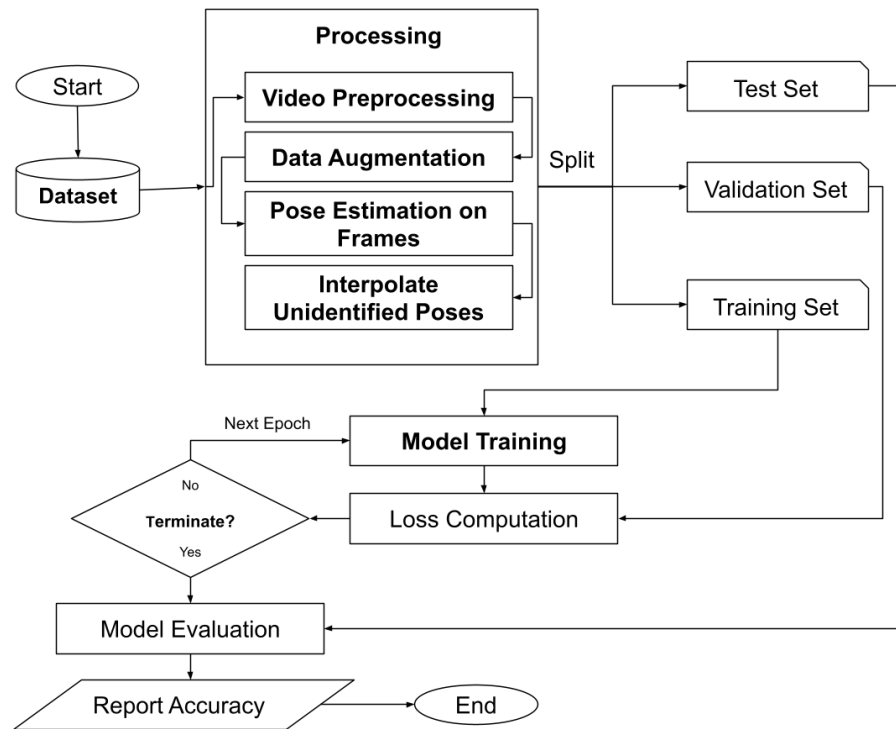 Processing
Start
Video Preprocessing
Test Set
Data Augmentation
Split
Dataset
Validation Set
Pose Estimation on
Frames
Interpolate
Unidentified Poses
Training Set
Next Epoch
Model Training
No
Terminate?
Yes
Loss Computation
Model Evaluation
Report Accuracy
End